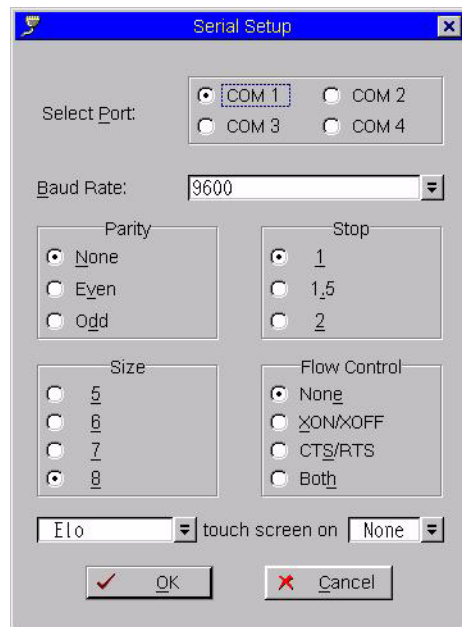 Serial Setup
Select Port:
COM 1 COM 2
COM 3 COM 4
Baud Rate: 9600
Parity
None
Even
Odd
Stop
1
1.5
2
Size
5
6
7
8
Flow Control
None
XON/XOFF
CTS/RTS
Both
Elo touch screen on None
OK Cancel